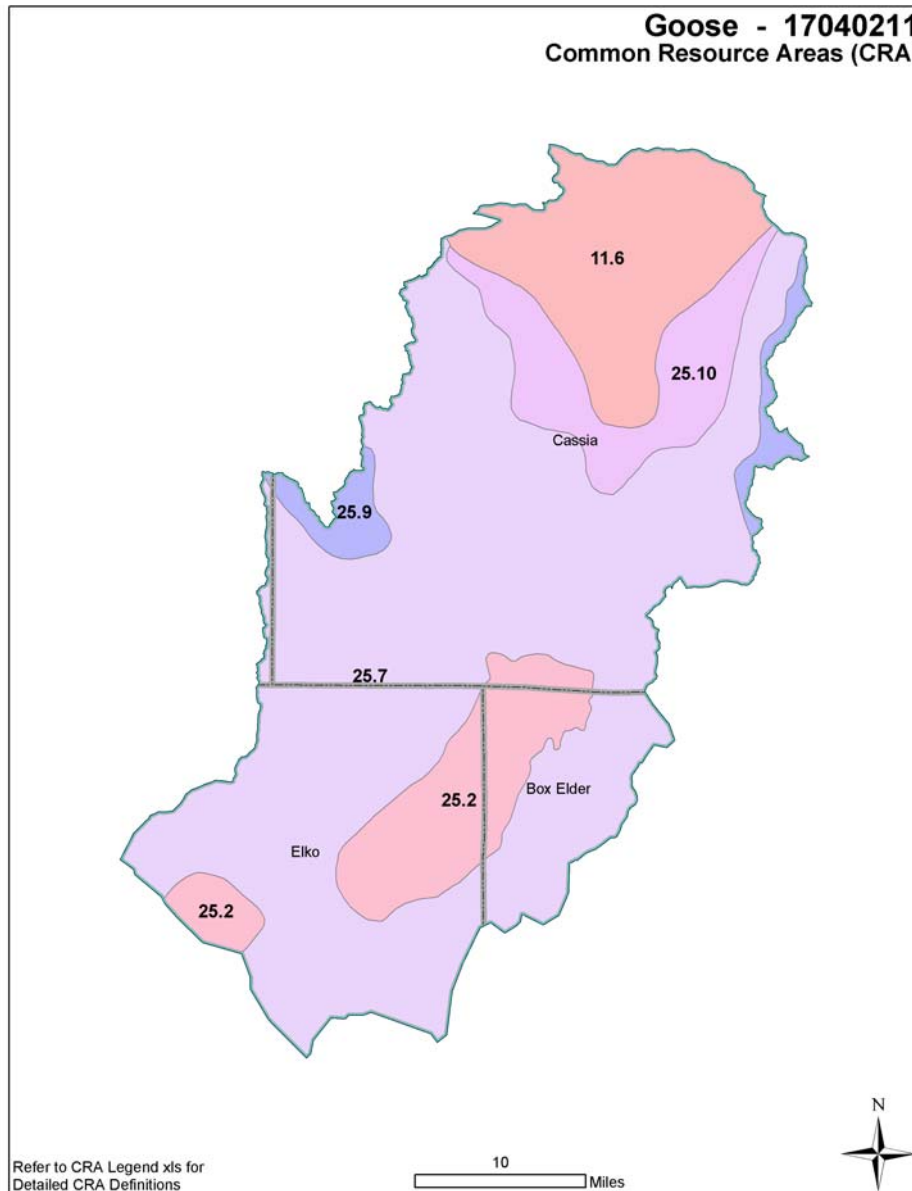 Goose - 17040211
Common Resource Areas (CRA
11.6
25.10
Cassia
25.9
25.7
25.2
Box Elder
Elko
25.2
N
10
Miles
Refer to CRA Legend xls for
Detailed CRA Definitions